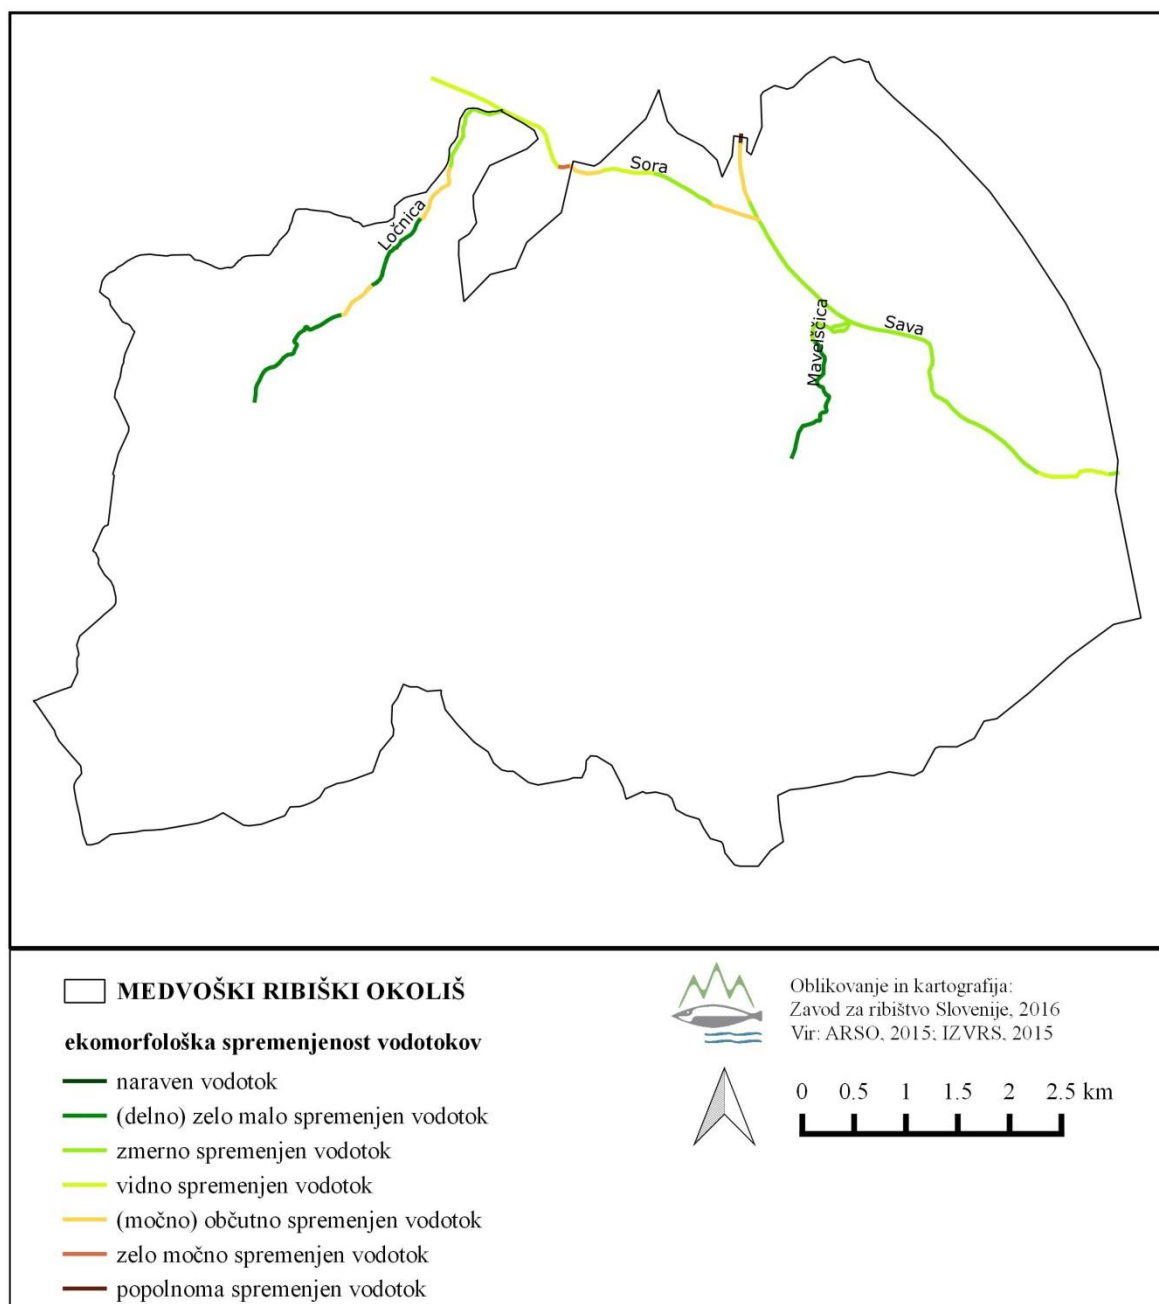 Sora
Ločnica
Mavelščica
Sava
MEDVOŠKI RIBIŠKI OKOLIŠ
ekomorfološka spremenjenost vodotokov
naraven vodotok
(delno) zelo malo spremenjen vodotok
zmerno spremenjen vodotok
vidno spremenjen vodotok
(močno) občutno spremenjen vodotok
zelo močno spremenjen vodotok
popolnoma spremenjen vodotok
Oblikovanje in kartografija:
Zavod za ribištvo Slovenije, 2016
Vir: ARSO, 2015; IZVRS, 2015
0 0.5 1 1.5 2 2.5 km